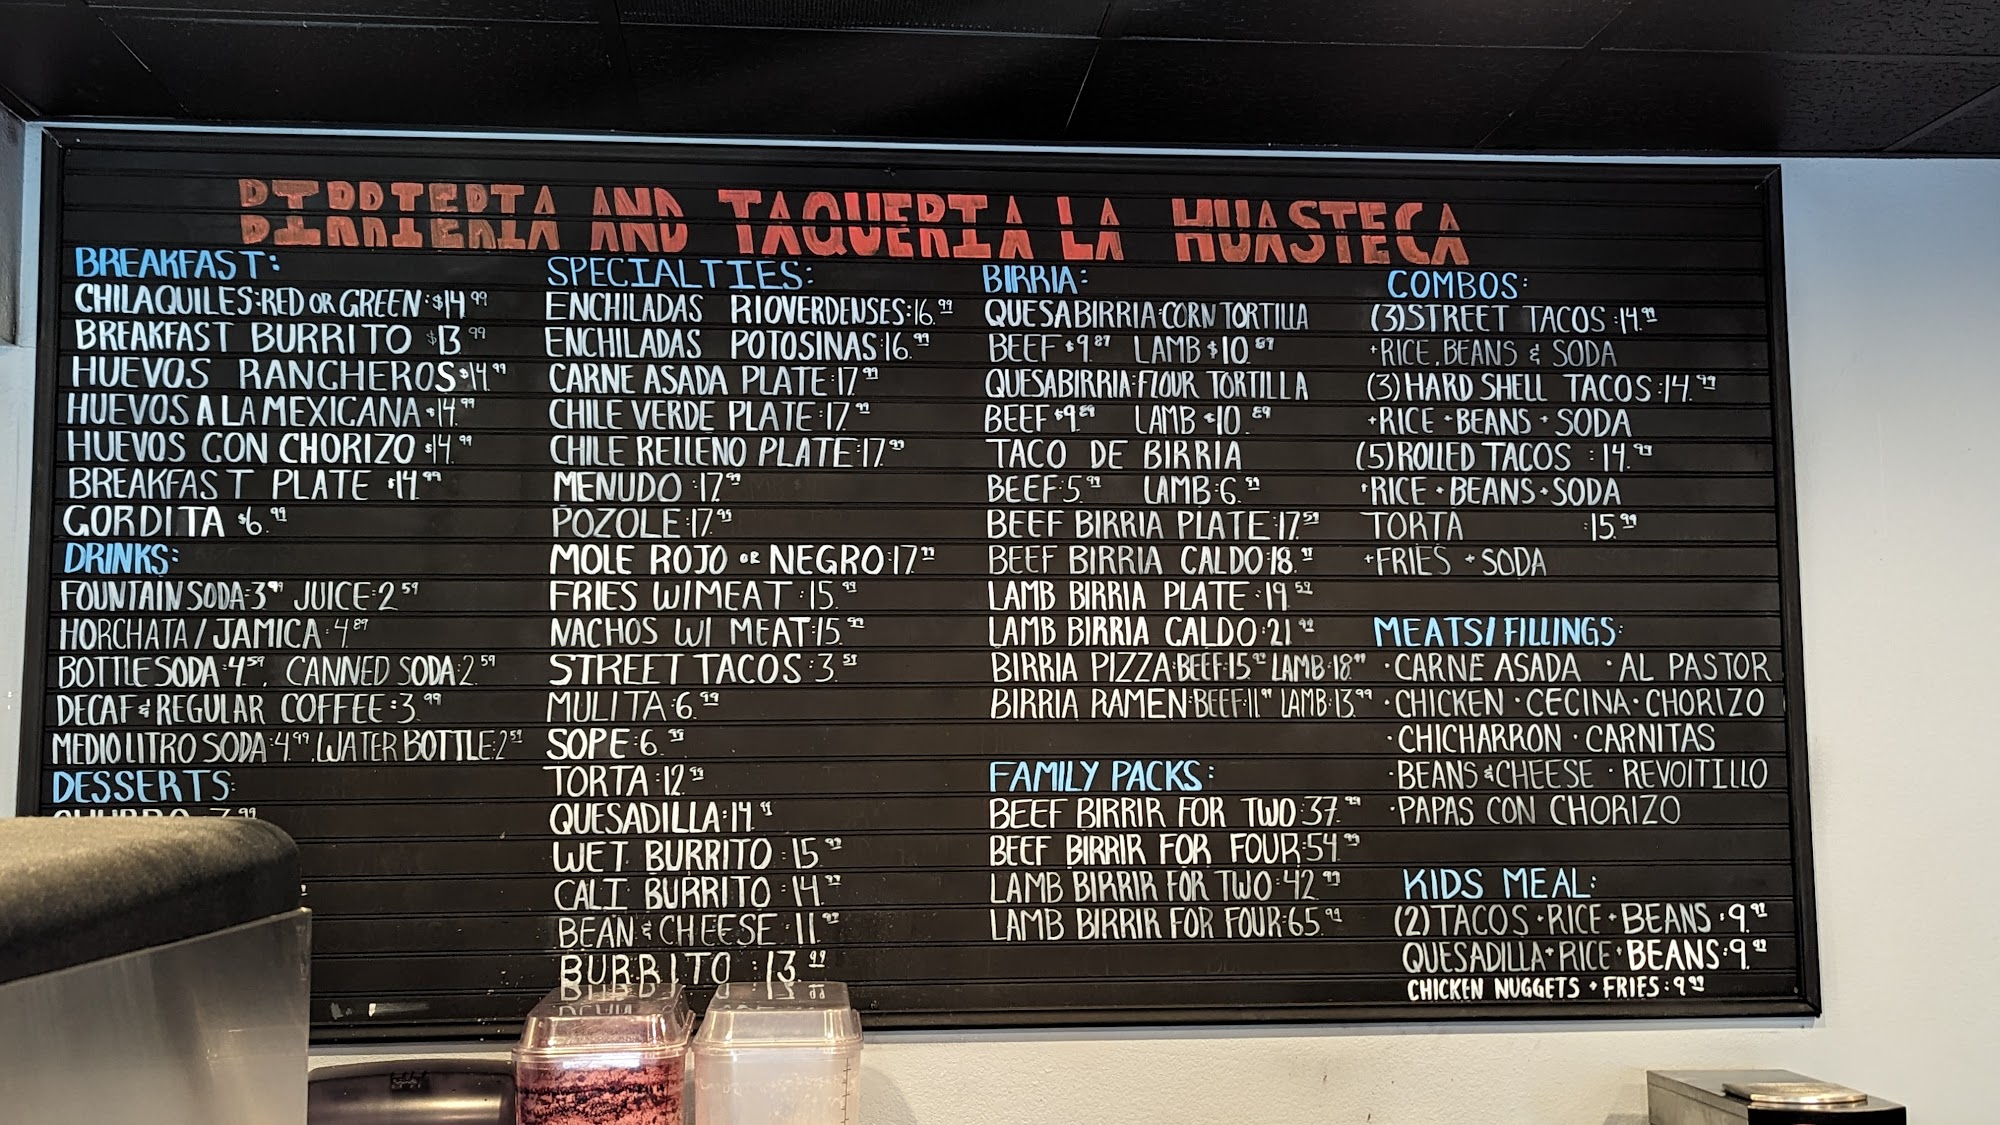 BIRRIERIA AND TAQUERIA LA HUASTECA
BREAKFAST:
CHILAQUILES:RED OR GREEN:$14.99
BREAKFAST BURRITO $13.99
HUEVOS RANCHEROS $14.99
HUEVOS A LA MEXICANA $14.99
HUEVOS CON CHORIZO $14.99
BREAKFAST PLATE $14.99
GORDITA $6.99
DRINKS:
FOUNTAIN SODA:3.99 JUICE:2.59
HORCHATA/JAMICA:4.89
BOTTLE SODA:4.59, CANNED SODA:2.59
DECAF & REGULAR COFFEE:3.99
MEDIO LITRO SODA:4.99, WATER BOTTLE:2.59
DESSERTS:
CHURRO 3.99
SPECIALTIES:
ENCHILADAS RIOVERDENSES:16.99
ENCHILADAS POTOSINAS:16.99
CARNE ASADA PLATE:17.99
CHILE VERDE PLATE:17.99
CHILE RELLENO PLATE:17.99
MENUDO:17.99
POZOLE:17.99
MOLE ROJO OR NEGRO:17.99
FRIES W/MEAT:15.99
NACHOS W/ MEAT:15.99
STREET TACOS:3.59
MULITA:6.99
SOPE:6.99
TORTA:12.99
QUESADILLA:14.99
WET BURRITO:15.99
CALI BURRITO:14.99
BEAN & CHEESE:11.99
BURRITO:13.99
BIRRIA:
QUESABIRRIA:CORN TORTILLA
BEEF $9.89 LAMB $10.89
QUESABIRRIA:FLOUR TORTILLA
BEEF $9.89 LAMB $10.89
TACO DE BIRRIA
BEEF:5.99 LAMB:6.99
BEEF BIRRIA PLATE:17.59
BEEF BIRRIA CALDO:18.99
LAMB BIRRIA PLATE:19.59
LAMB BIRRIA CALDO:21.99
BIRRIA PIZZA:BEEF:15.99 LAMB:18.99
BIRRIA RAMEN:BEEF:11.99 LAMB:13.99
FAMILY PACKS:
BEEF BIRRIR FOR TWO:37.99
BEEF BIRRIR FOR FOUR:54.99
LAMB BIRRIR FOR TWO:42.99
LAMB BIRRIR FOR FOUR:65.99
COMBOS:
(3)STREET TACOS:14.99
+RICE, BEANS & SODA
(3)HARD SHELL TACOS:14.99
+RICE+BEANS+SODA
(5)ROLLED TACOS:14.99
+RICE+BEANS+SODA
TORTA :15.99
+FRIES+SODA
MEATS/FILLINGS:
·CARNE ASADA ·AL PASTOR
·CHICKEN·CECINA·CHORIZO
·CHICHARRON·CARNITAS
·BEANS & CHEESE·REVOITILLO
·PAPAS CON CHORIZO
KIDS MEAL:
(2)TACOS+RICE+BEANS:9.99
QUESADILLA+RICE+BEANS:9.99
CHICKEN NUGGETS+FRIES:9.99